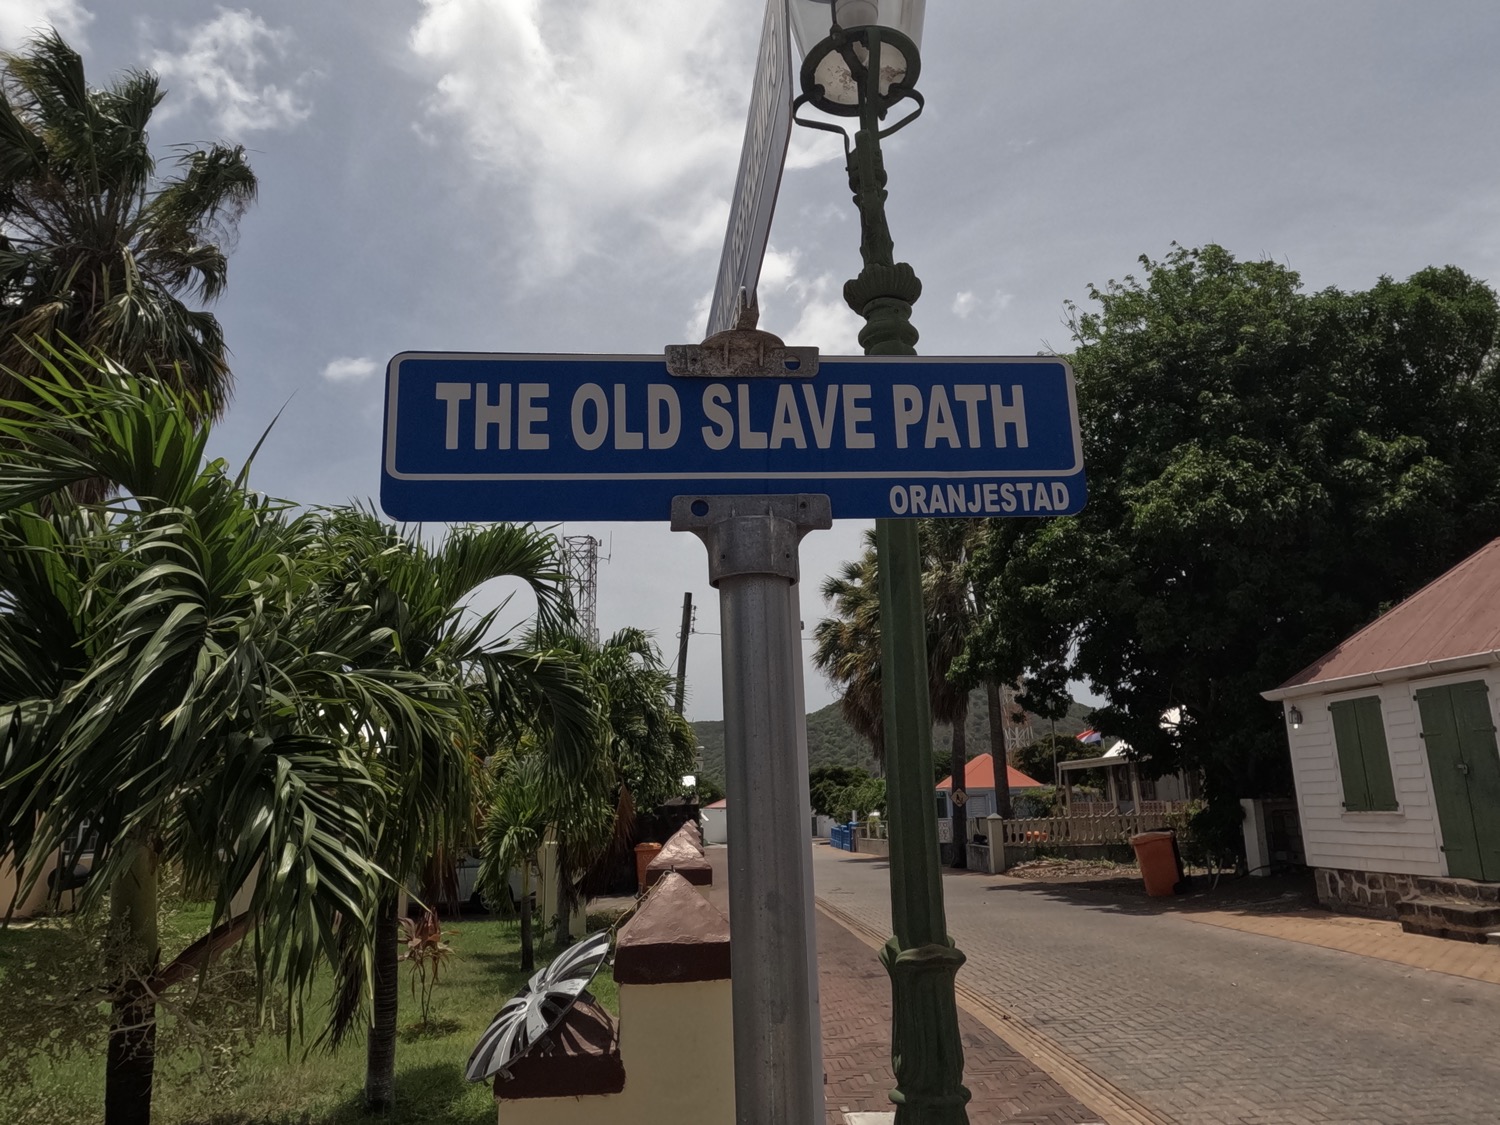 THE OLD SLAVE PATH
ORANJESTAD